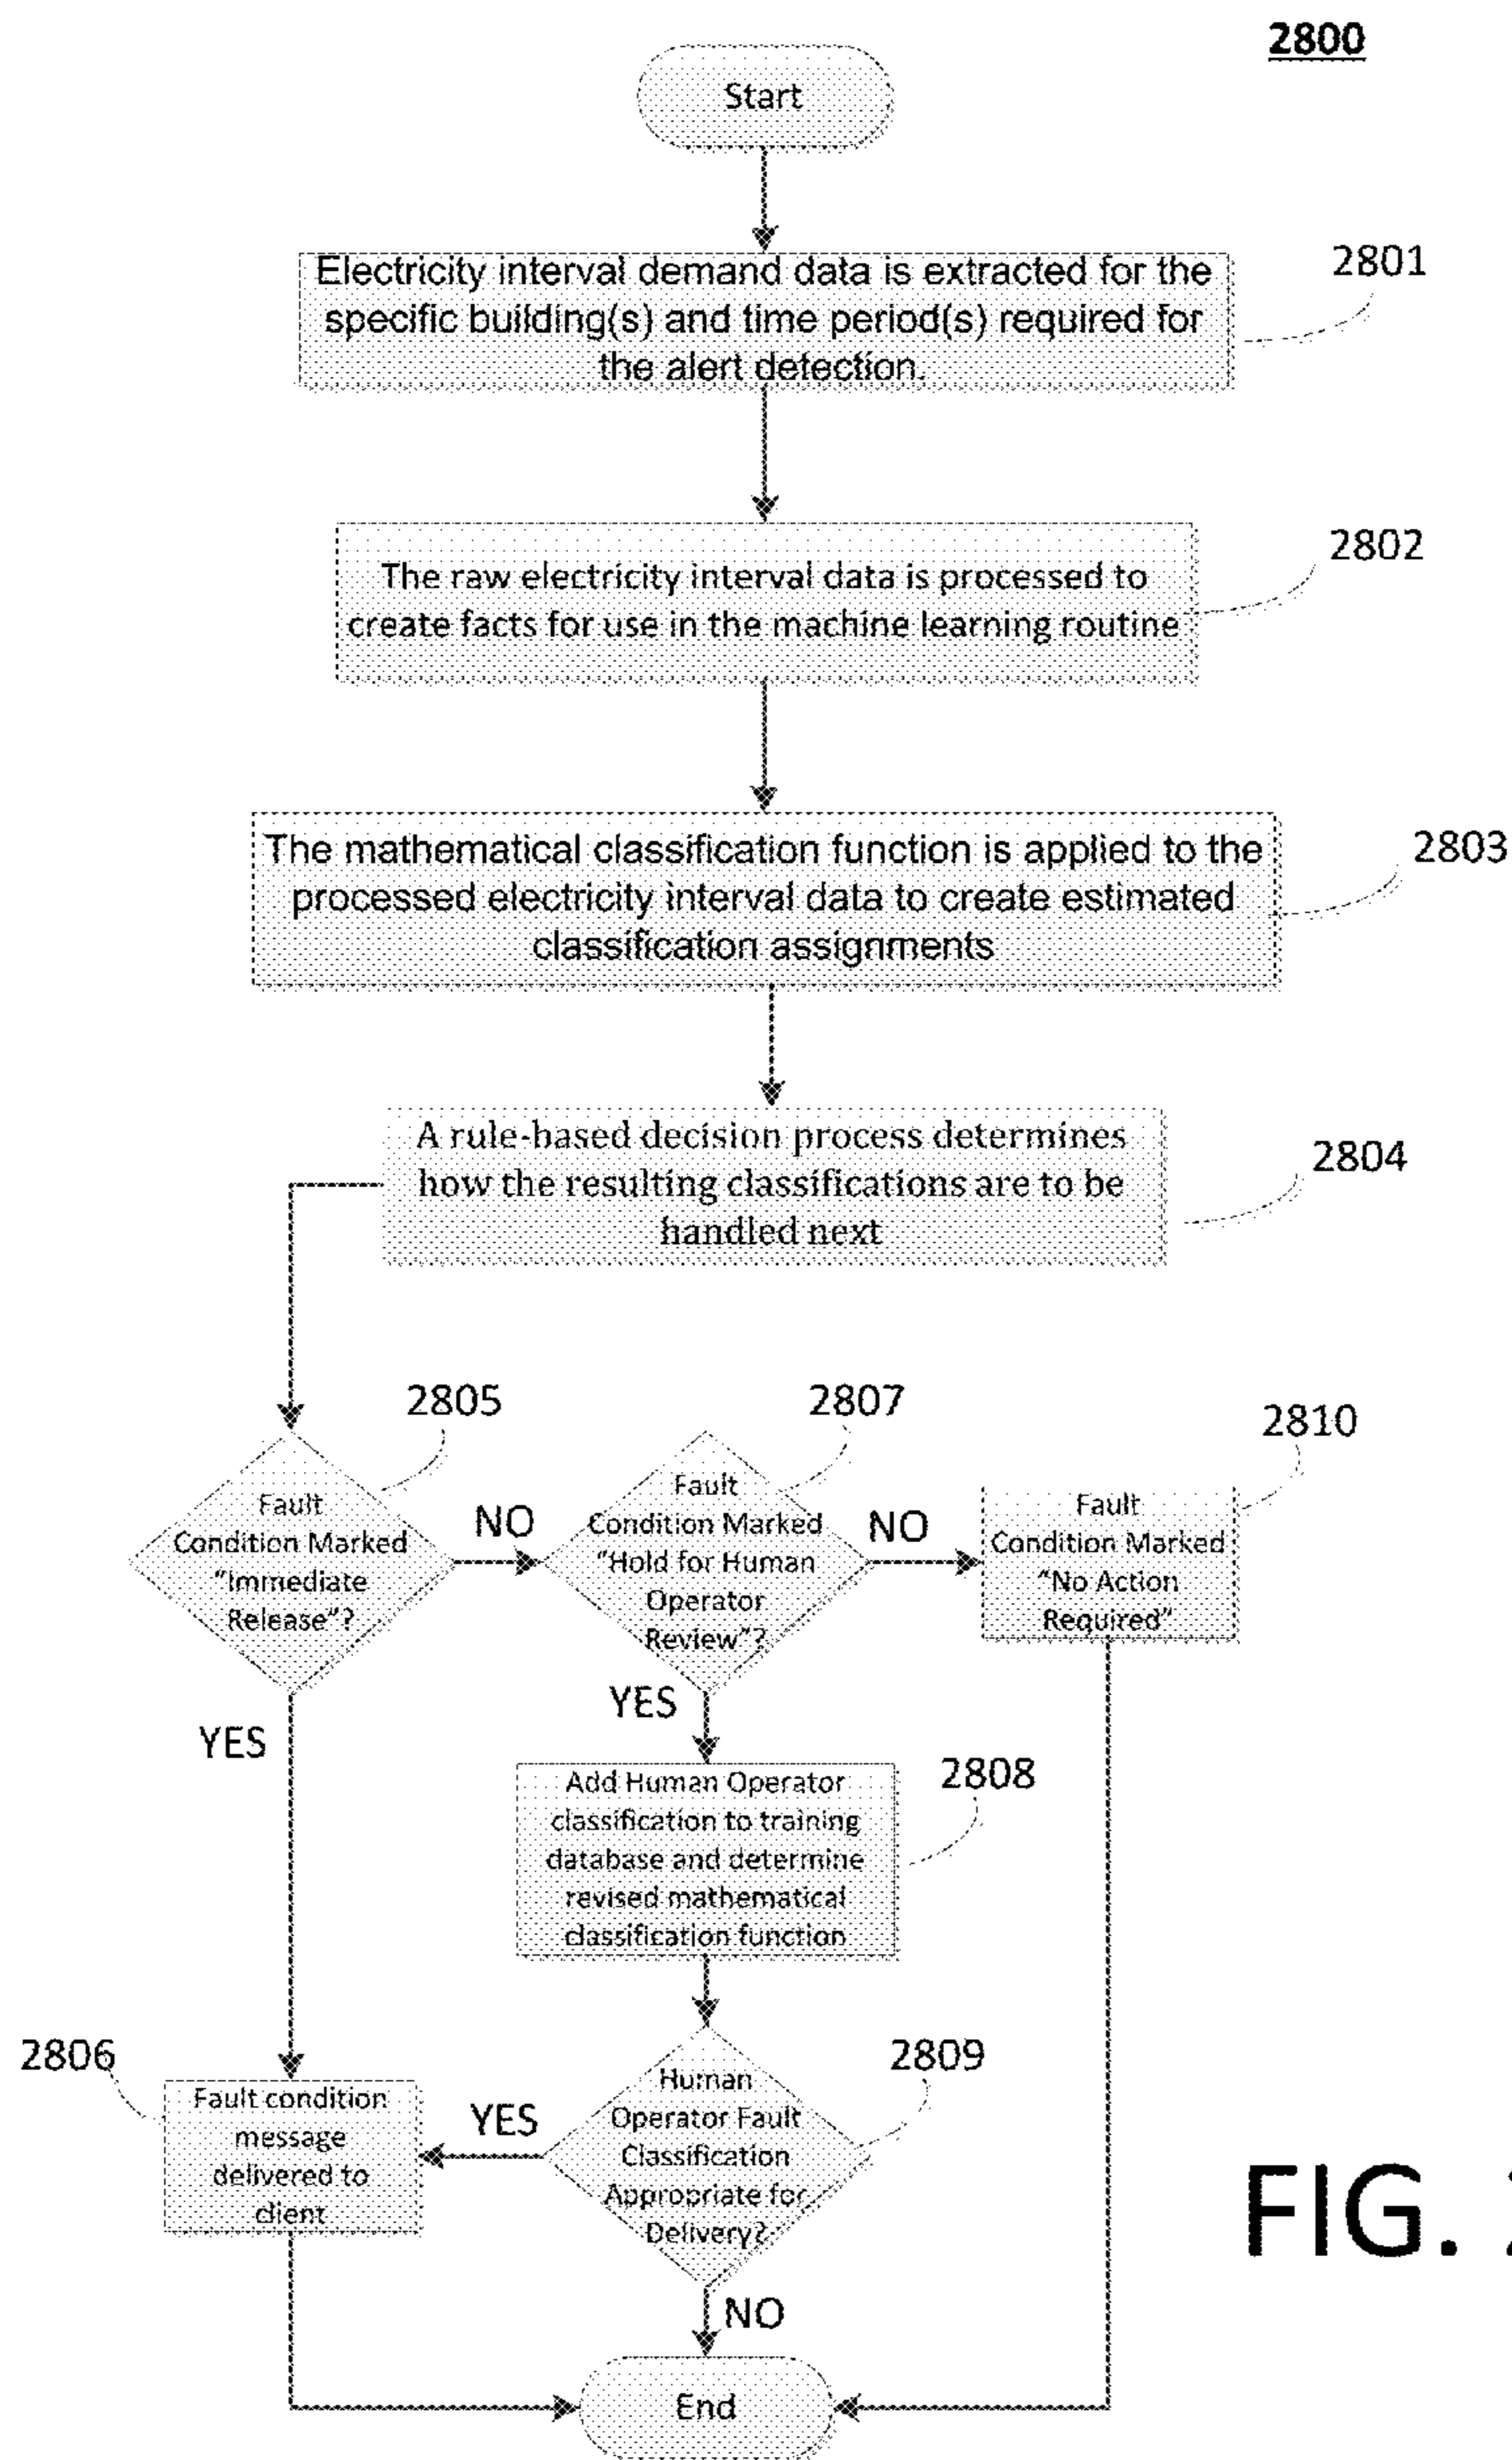 2800
Start
Electricity interval demand data is extracted for the
specific building(s) and time period(s) required for
the alert detection.
2801
The raw electricity interval data is processed to
create facts for use in the machine learning routine
2802
The mathematical classification function is applied to the
processed electricity interval data to create estimated
classification assignments
2803
A rule-based decision process determines
how the resulting classifications are to be
handled next
2804
2805
Fault
Condition Marked
"Immediate
Release"?
NO
YES
2807
Fault
Condition Marked
"Hold for Human
Operator
Review"?
NO
YES
2810
Fault
Condition Marked
"No Action
Required"
2808
Add Human Operator
classification to training
database and determine
revised mathematical
classification function
2806
Fault condition
message
delivered to
client
YES
2809
Human
Operator Fault
Classification
Appropriate for
Delivery?
NO
FIG.
End